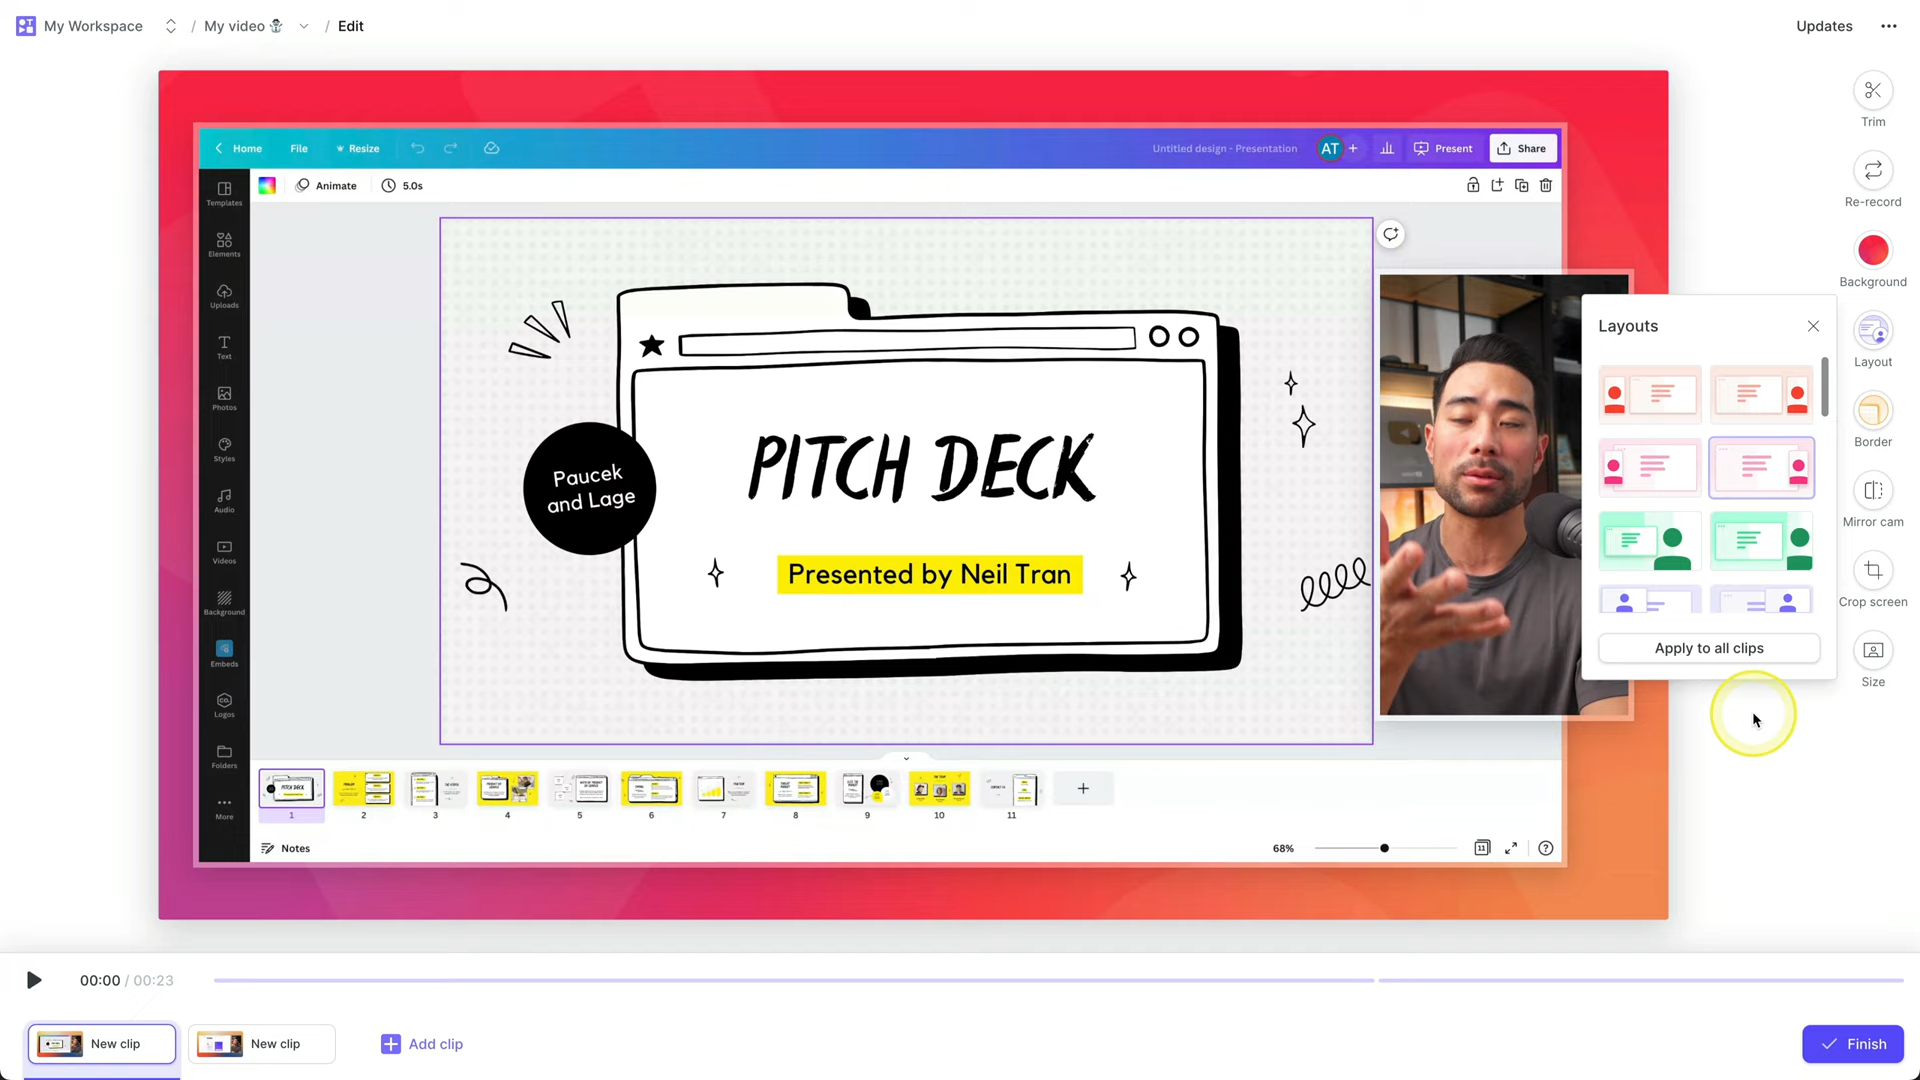 My Workspace / My video / Edit
Updates
Home File Resize
Untitled design - Presentation
AT
Present
Share
Animate
5.0s
Templates
Elements
Uploads
Text
Photos
Styles
Audio
Videos
Background
Embeds
Logos
Folders
More
PITCH DECK
Paucek
and Lage
Presented by Neil Tran
PITCH DECK
1 2 3 4 5 6 7 8 9 10 11
Notes
68%
11
Layouts
Apply to all clips
Trim
Re-record
Background
Layout
Border
Mirror cam
Crop screen
Size
00:00 / 00:23
New clip
New clip
Add clip
Finish